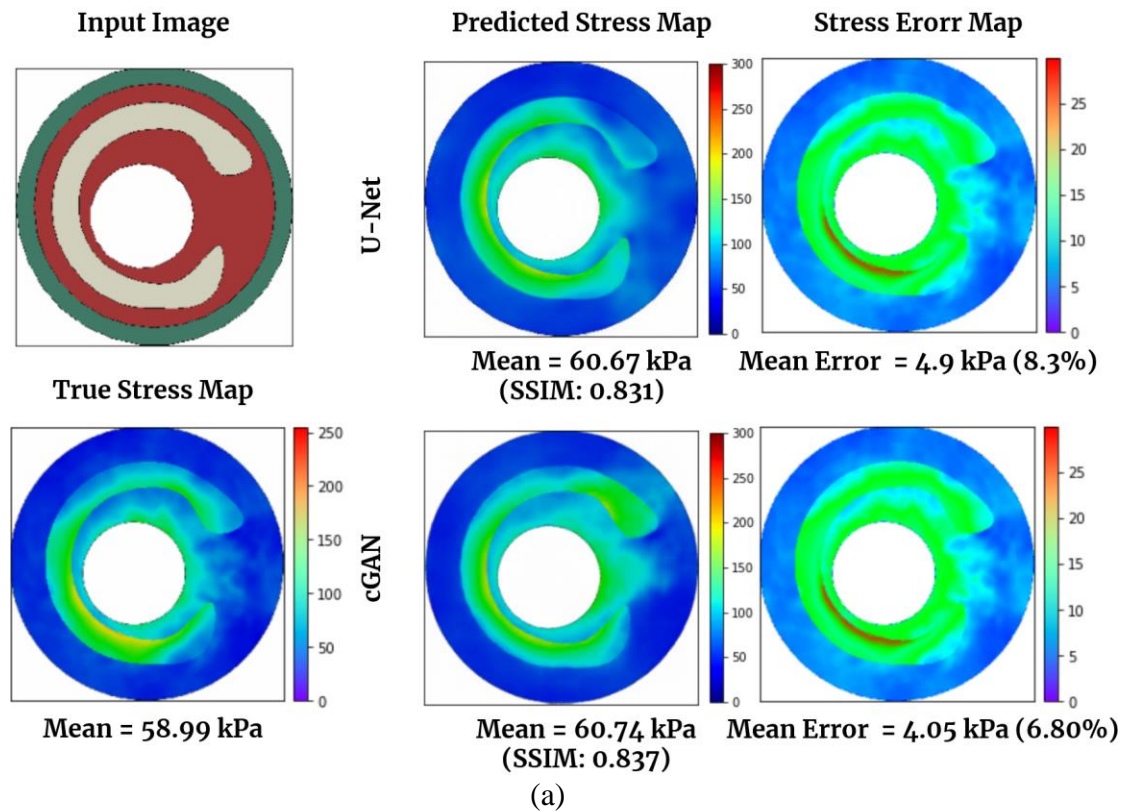 Input Image
Predicted Stress Map
Stress Erorr Map
U-Net
300
250
200
150
100
50
0
25
20
15
10
5
0
Mean = 60.67 kPa
(SSIM: 0.831)
Mean Error = 4.9 kPa (8.3%)
True Stress Map
250
200
150
100
50
0
cGAN
300
250
200
150
100
50
0
25
20
15
10
5
0
Mean = 58.99 kPa
Mean = 60.74 kPa
(SSIM: 0.837)
Mean Error = 4.05 kPa (6.80%)
(a)